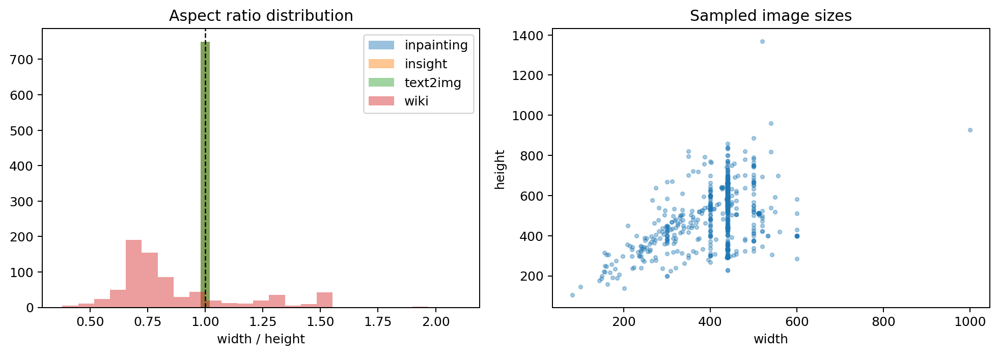 Aspect ratio distribution
700
600
500
400
300
200
100
0
0.50 0.75 1.00 1.25 1.50 1.75 2.00
width / height
inpainting
insight
text2img
wiki
Sampled image sizes
1400
1200
1000
800
600
400
200
height
200 400 600 800 1000
width